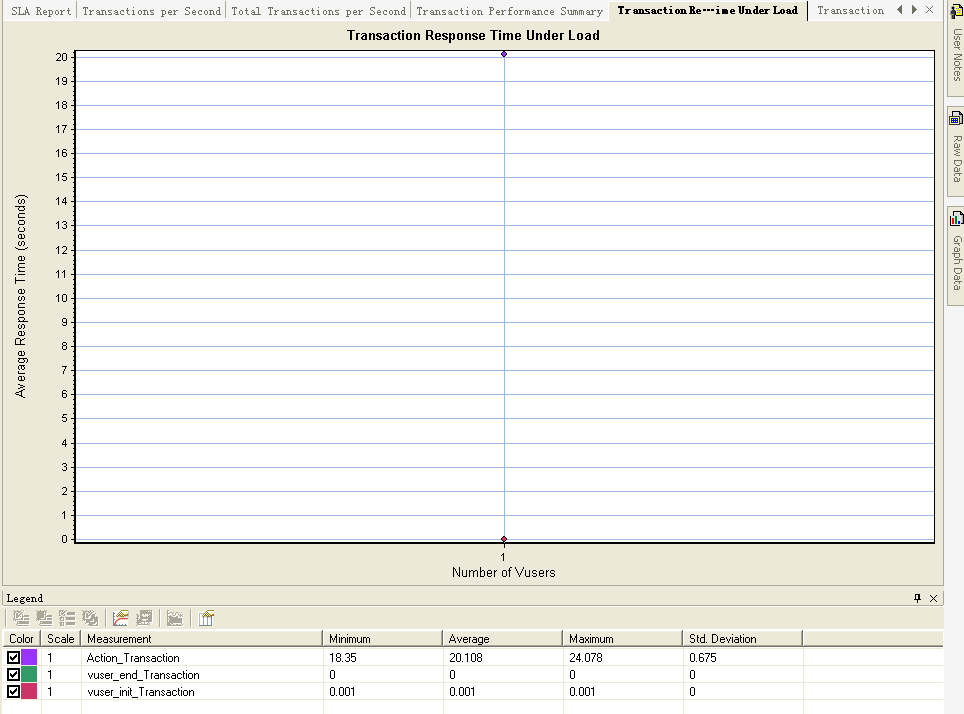 SLA Report Transactions per Second Total Transactions per Second Transaction Performance Summary Transaction Re···ime Under Load Transaction
Transaction Response Time Under Load
20
19
18
17
16
15
14
13
12
11
10
9
8
7
6
5
4
3
2
1
0
Average Response Time (seconds)
1
Number of Vusers
User Notes
Raw Data
Graph Data
Legend
Color Scale Measurement Minimum Average Maximum Std. Deviation
1 Action_Transaction 18.35 20.108 24.078 0.675
1 vuser_end_Transaction 0 0 0 0
1 vuser_init_Transaction 0.001 0.001 0.001 0